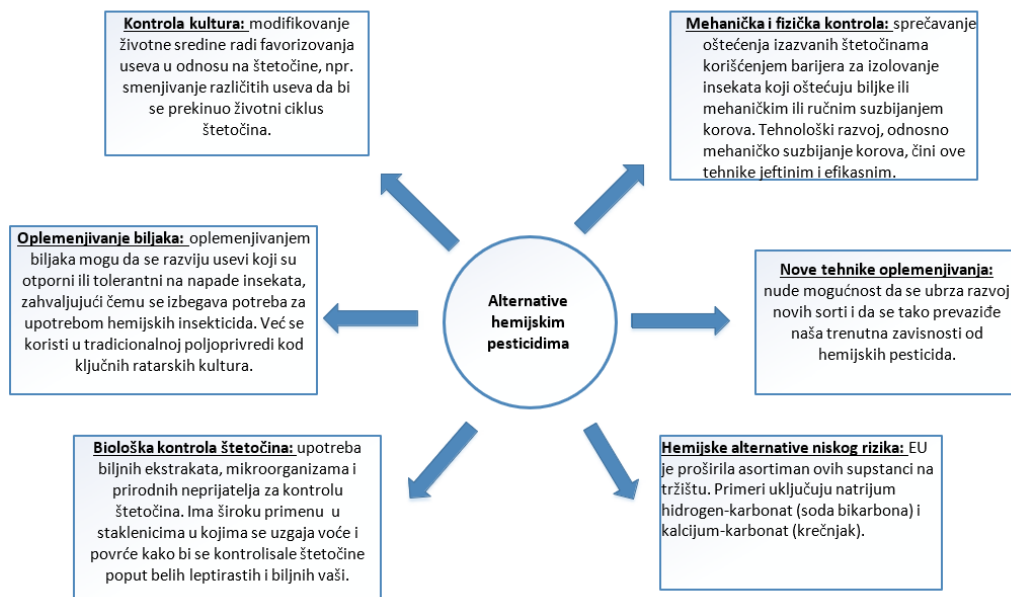 Kontrola kultura: modifikovanje
životne sredine radi favorizovanja
useva u odnosu na štetočine, npr.
smenjivanje različitih useva da bi
se prekinuo životni ciklus
štetočina.
Mehanička i fizička kontrola: sprečavanje
oštećenja izazvanih štetočinama
korišćenjem barijera za izolovanje
insekata koji oštećuju biljke ili
mehaničkim ili ručnim suzbijanjem
korova. Tehnološki razvoj, odnosno
mehaničko suzbijanje korova, čini ove
tehnike jeftinim i efikasnim.
Oplemenjivanje biljaka: oplemenjivanjem
biljaka mogu da se razviju usevi koji su
otporni ili tolerantni na napade insekata,
zahvaljujući čemu se izbegava potreba za
upotrebom hemijskih insekticida. Već se
koristi u tradicionalnoj poljoprivredi kod
ključnih ratarskih kultura.
Alternative
hemijskim
pesticidima
Nove tehnike oplemenjivanja:
nude mogućnost da se ubrza razvoj
novih sorti i da se tako prevaziđe
naša trenutna zavisnosti od
hemijskih pesticida.
Biološka kontrola štetočina: upotreba
biljnih ekstrakata, mikroorganizama i
prirodnih neprijatelja za kontrolu
štetočina. Ima široku primenu u
staklenicima u kojima se uzgaja voće i
povrće kako bi se kontrolisale štetočine
poput belih leptirastih i biljnih vaši.
Hemijske alternative niskog rizika: EU
je proširila asortiman ovih supstanci na
tržištu. Primeri uključuju natrijum
hidrogen-karbonat (soda bikarbona) i
kalcijum-karbonat (krečnjak).